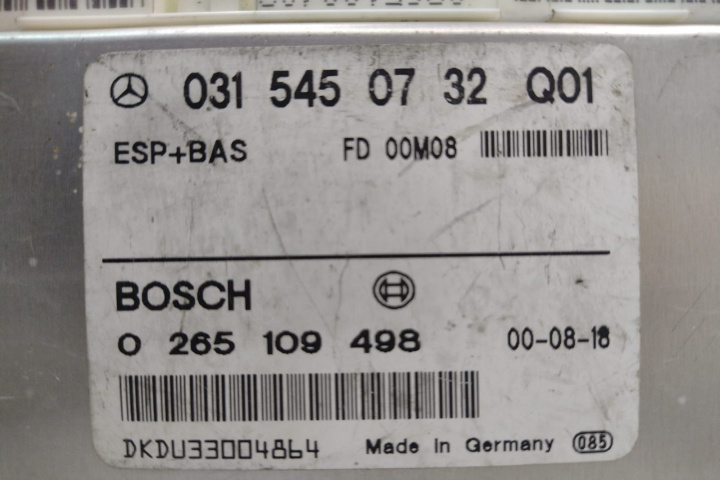 031 545 07 32 Q01
ESP+BAS FD 00M08
BOSCH
0 265 109 498 00-08-18
DKDU33004864 Made in Germany 085